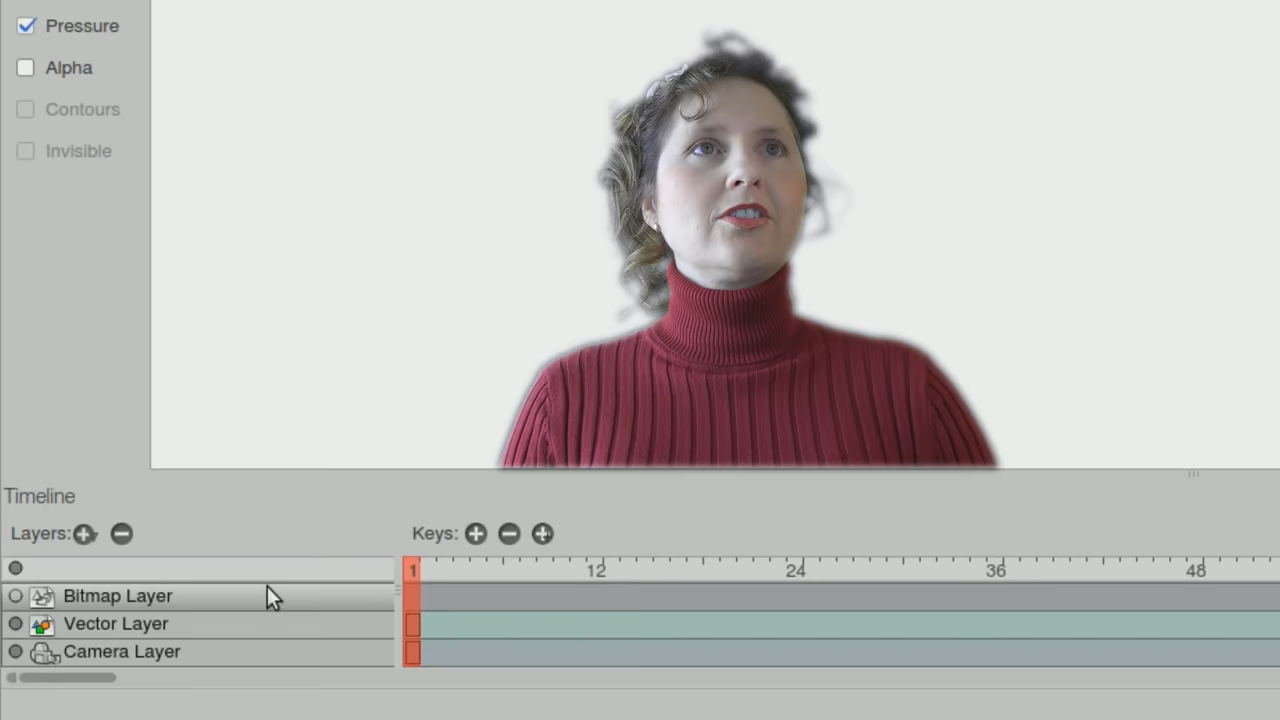 Pressure
Alpha
Contours
Invisible
Timeline
Layers: Keys:
1 12 24 36 48
Bitmap Layer
Vector Layer
Camera Layer